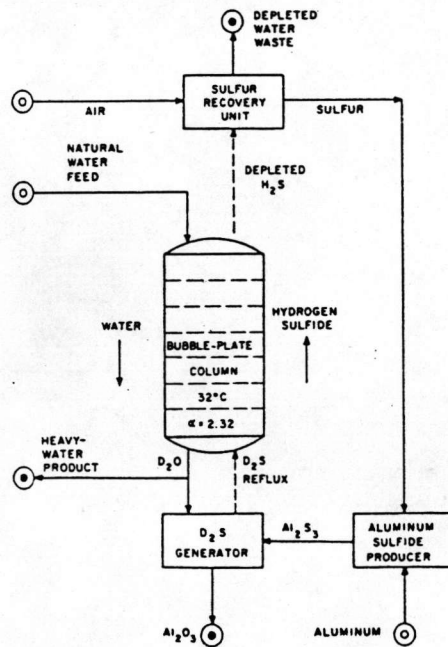 DEPLETED
WATER
WASTE
SULFUR
RECOVERY
UNIT
AIR
SULFUR
NATURAL
WATER
FEED
DEPLETED
H₂S
WATER
HYDROGEN
SULFIDE
BUBBLE-PLATE
COLUMN
32°C
α = 2.32
HEAVY-
WATER
PRODUCT
D₂O
D₂S
REFLUX
D₂S
GENERATOR
Al₂S₃
ALUMINUM
SULFIDE
PRODUCER
Al₂O₃
ALUMINUM